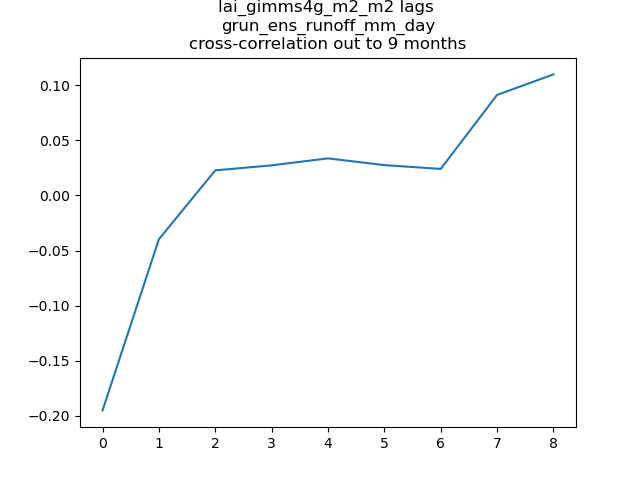 lai_gimms4g_m2_m2 lags
grun_ens_runoff_mm_day
cross-correlation out to 9 months
0.10
0.05
0.00
−0.05
−0.10
−0.15
−0.20
0 1 2 3 4 5 6 7 8